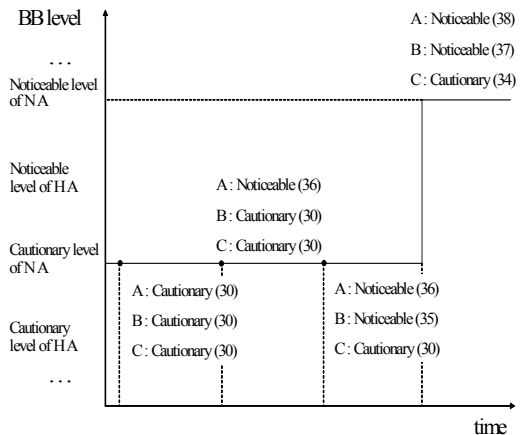 BB level
...
Noticeable level
of NA
Noticeable
level of HA
Cautionary level
of NA
Cautionary
level of HA
...
A : Noticeable (38)
B : Noticeable (37)
C : Cautionary (34)
A : Noticeable (36)
B : Cautionary (30)
C : Cautionary (30)
A : Cautionary (30)
B : Cautionary (30)
C : Cautionary (30)
A : Noticeable (36)
B : Noticeable (35)
C : Cautionary (30)
time